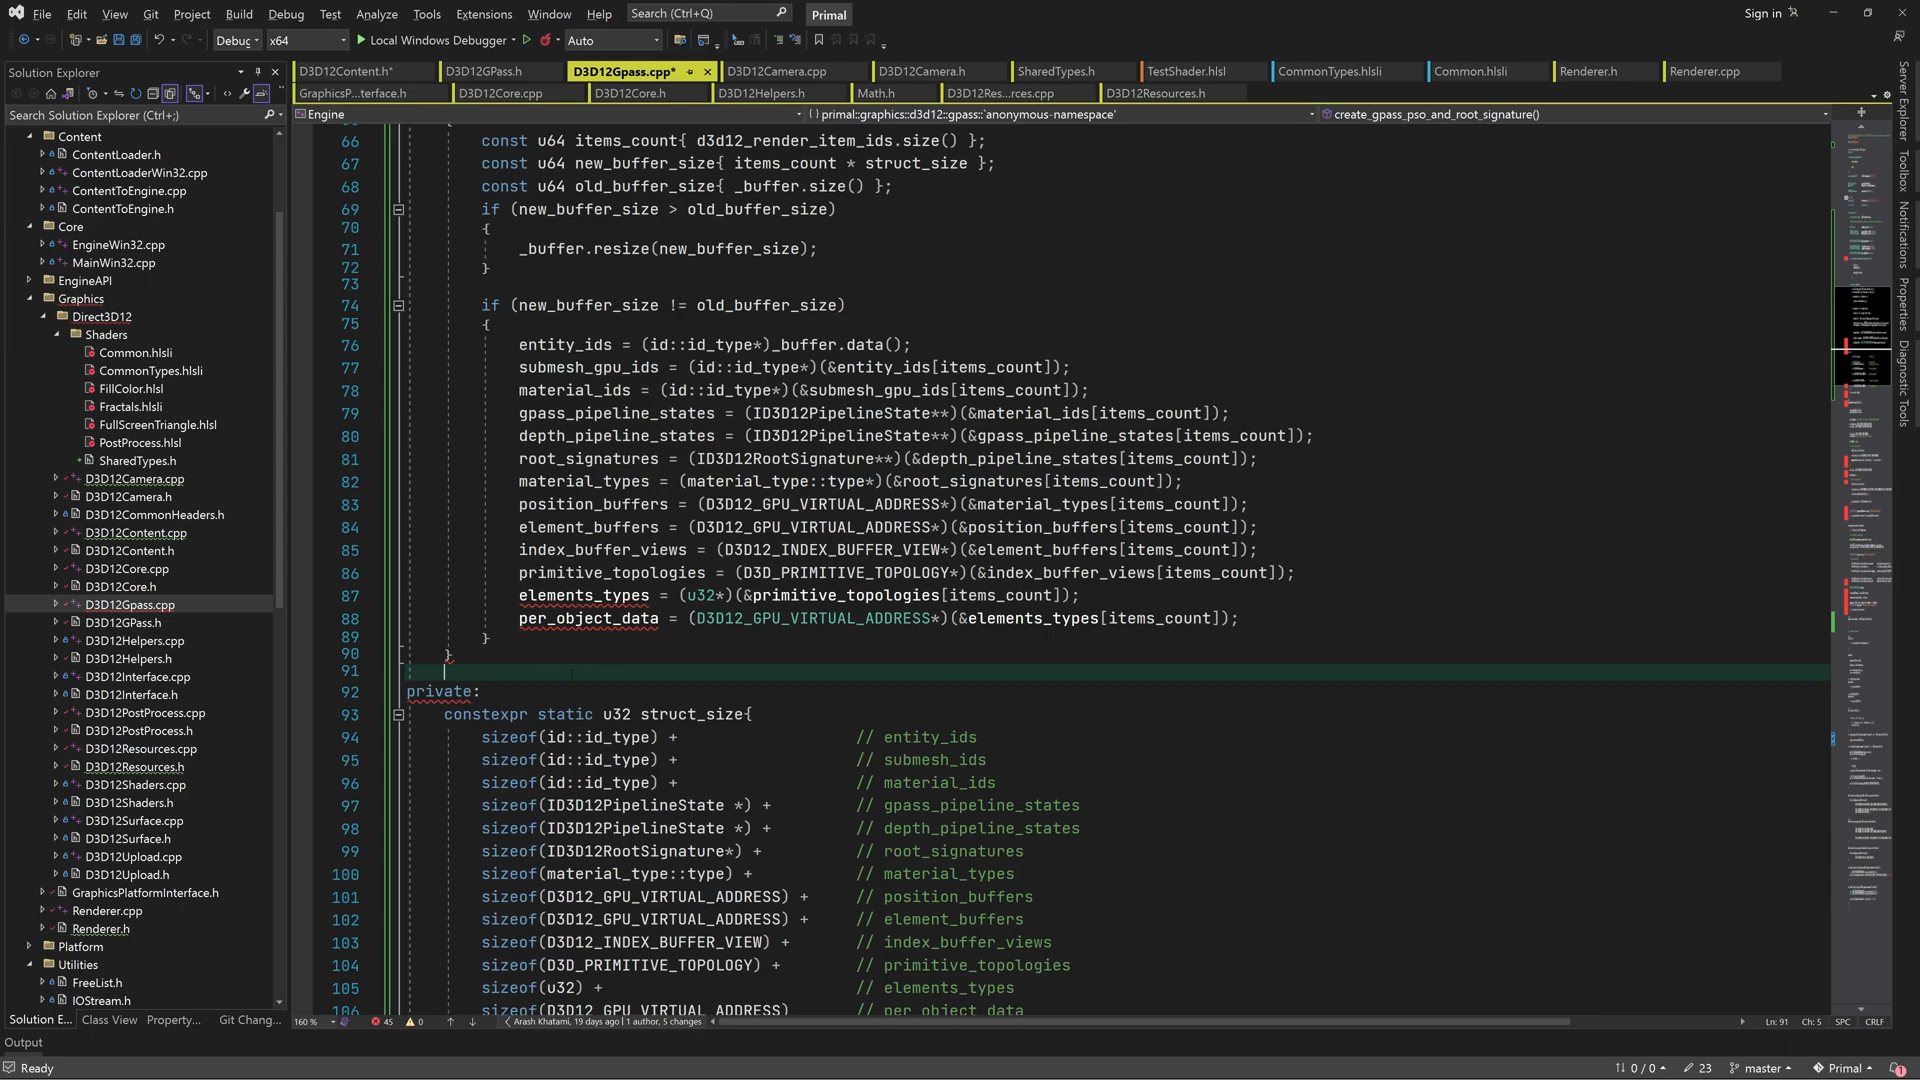 File Edit View Git Project Build Debug Test Analyze Tools Extensions Window Help Search (Ctrl+Q) Primal Sign in
Debug x64 Local Windows Debugger Auto
Solution Explorer
Search Solution Explorer (Ctrl+;)
Content
ContentLoader.h
ContentLoaderWin32.cpp
ContentToEngine.cpp
ContentToEngine.h
Core
EngineWin32.cpp
MainWin32.cpp
EngineAPI
Graphics
Direct3D12
Shaders
Common.hlsli
CommonTypes.hlsli
FillColor.hlsl
Fractals.hlsli
FullScreenTriangle.hlsl
PostProcess.hlsl
SharedTypes.h
D3D12Camera.cpp
D3D12Camera.h
D3D12CommonHeaders.h
D3D12Content.cpp
D3D12Content.h
D3D12Core.cpp
D3D12Core.h
D3D12Gpass.cpp
D3D12GPass.h
D3D12Helpers.cpp
D3D12Helpers.h
D3D12Interface.cpp
D3D12Interface.h
D3D12PostProcess.cpp
D3D12PostProcess.h
D3D12Resources.cpp
D3D12Resources.h
D3D12Shaders.cpp
D3D12Shaders.h
D3D12Surface.cpp
D3D12Surface.h
D3D12Upload.cpp
D3D12Upload.h
GraphicsPlatformInterface.h
Renderer.cpp
Renderer.h
Platform
Utilities
FreeList.h
IOStream.h
Solution E... Class View Property... Git Chang...
D3D12Content.h* D3D12GPass.h D3D12Gpass.cpp* D3D12Camera.cpp D3D12Camera.h SharedTypes.h TestShader.hlsl CommonTypes.hlsli Common.hlsli Renderer.h Renderer.cpp
GraphicsP...terface.h D3D12Core.cpp D3D12Core.h D3D12Helpers.h Math.h D3D12Res...rces.cpp D3D12Resources.h
Engine { } primal::graphics::d3d12::gpass::`anonymous-namespace' create_gpass_pso_and_root_signature()
66 const u64 items_count{ d3d12_render_item_ids.size() };
67 const u64 new_buffer_size{ items_count * struct_size };
68 const u64 old_buffer_size{ _buffer.size() };
69 if (new_buffer_size > old_buffer_size)
70 {
71 _buffer.resize(new_buffer_size);
72 }
73
74 if (new_buffer_size != old_buffer_size)
75 {
76 entity_ids = (id::id_type*)_buffer.data();
77 submesh_gpu_ids = (id::id_type*)(&entity_ids[items_count]);
78 material_ids = (id::id_type*)(&submesh_gpu_ids[items_count]);
79 gpass_pipeline_states = (ID3D12PipelineState**)(&material_ids[items_count]);
80 depth_pipeline_states = (ID3D12PipelineState**)(&gpass_pipeline_states[items_count]);
81 root_signatures = (ID3D12RootSignature**)(&depth_pipeline_states[items_count]);
82 material_types = (material_type::type*)(&root_signatures[items_count]);
83 position_buffers = (D3D12_GPU_VIRTUAL_ADDRESS*)(&material_types[items_count]);
84 element_buffers = (D3D12_GPU_VIRTUAL_ADDRESS*)(&position_buffers[items_count]);
85 index_buffer_views = (D3D12_INDEX_BUFFER_VIEW*)(&element_buffers[items_count]);
86 primitive_topologies = (D3D_PRIMITIVE_TOPOLOGY*)(&index_buffer_views[items_count]);
87 elements_types = (u32*)(&primitive_topologies[items_count]);
88 per_object_data = (D3D12_GPU_VIRTUAL_ADDRESS*)(&elements_types[items_count]);
89 }
90 }
91
92 private:
93 constexpr static u32 struct_size{
94 sizeof(id::id_type) + // entity_ids
95 sizeof(id::id_type) + // submesh_ids
96 sizeof(id::id_type) + // material_ids
97 sizeof(ID3D12PipelineState *) + // gpass_pipeline_states
98 sizeof(ID3D12PipelineState *) + // depth_pipeline_states
99 sizeof(ID3D12RootSignature*) + // root_signatures
100 sizeof(material_type::type) + // material_types
101 sizeof(D3D12_GPU_VIRTUAL_ADDRESS) + // position_buffers
102 sizeof(D3D12_GPU_VIRTUAL_ADDRESS) + // element_buffers
103 sizeof(D3D12_INDEX_BUFFER_VIEW) + // index_buffer_views
104 sizeof(D3D_PRIMITIVE_TOPOLOGY) + // primitive_topologies
105 sizeof(u32) + // elements_types
106 sizeof(D3D12_GPU_VIRTUAL_ADDRESS) // per_object_data
160 % 45 0 Arash Khatami, 19 days ago | 1 author, 5 changes Ln: 91 Ch: 5 SPC CRLF
Server Explorer
Toolbox
Notifications
Properties
Diagnostic Tools
Output
Ready 0 / 0 23 master Primal 1